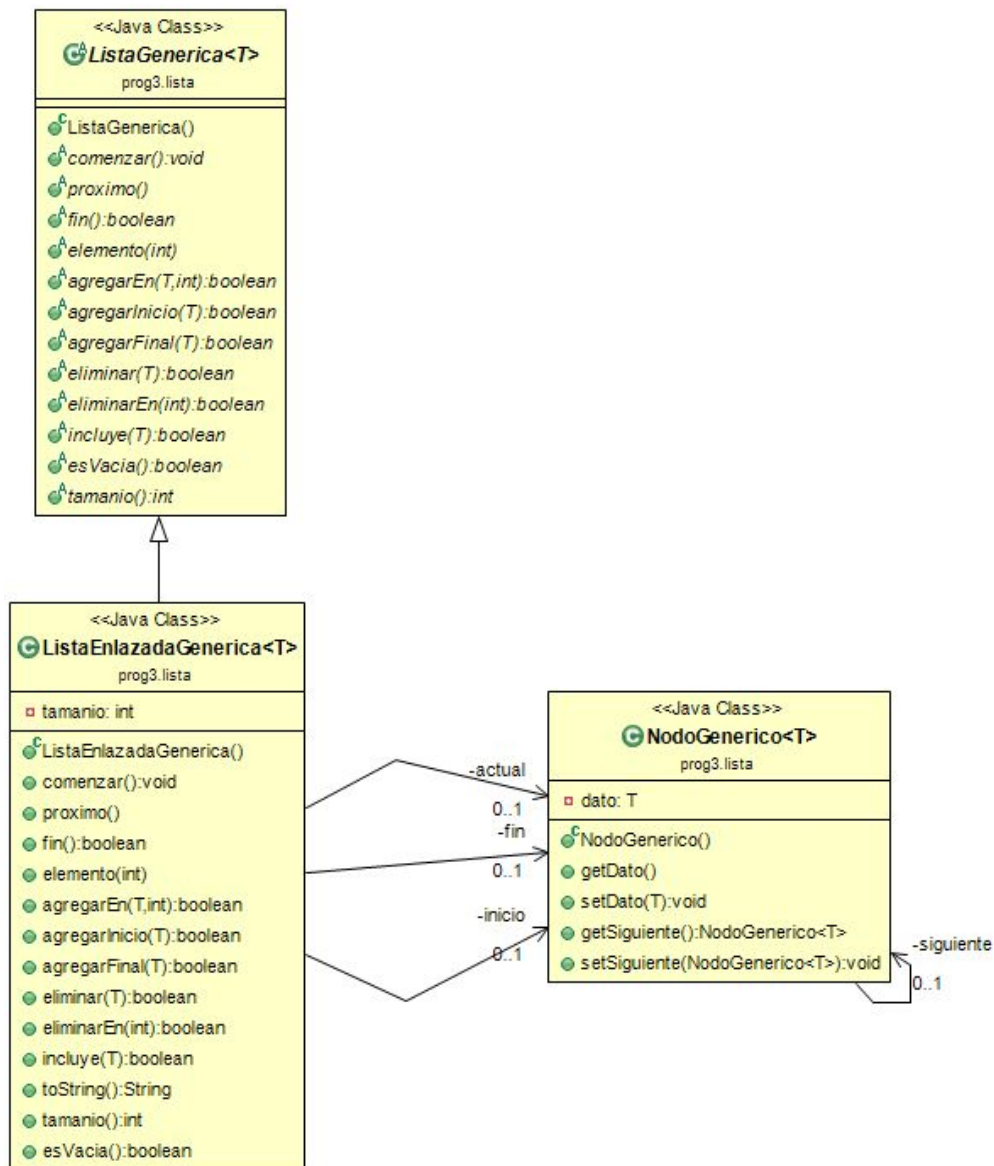 <<Java Class>>
ListaGenerica<T>
prog3.lista
ListaGenerica()
comenzar():void
proximo()
fin():boolean
elemento(int)
agregarEn(T,int):boolean
agregarInicio(T):boolean
agregarFinal(T):boolean
eliminar(T):boolean
eliminarEn(int):boolean
incluye(T):boolean
esVacia():boolean
tamanio():int
<<Java Class>>
ListaEnlazadaGenerica<T>
prog3.lista
tamanio: int
ListaEnlazadaGenerica()
comenzar():void
proximo()
fin():boolean
elemento(int)
agregarEn(T,int):boolean
agregarInicio(T):boolean
agregarFinal(T):boolean
eliminar(T):boolean
eliminarEn(int):boolean
incluye(T):boolean
toString():String
tamanio():int
esVacia():boolean
-actual
0..1
-fin
0..1
-inicio
0..1
<<Java Class>>
NodoGenerico<T>
prog3.lista
dato: T
NodoGenerico()
getDato()
setDato(T):void
getSiguiente():NodoGenerico<T>
setSiguiente(NodoGenerico<T>):void
-siguiente
0..1